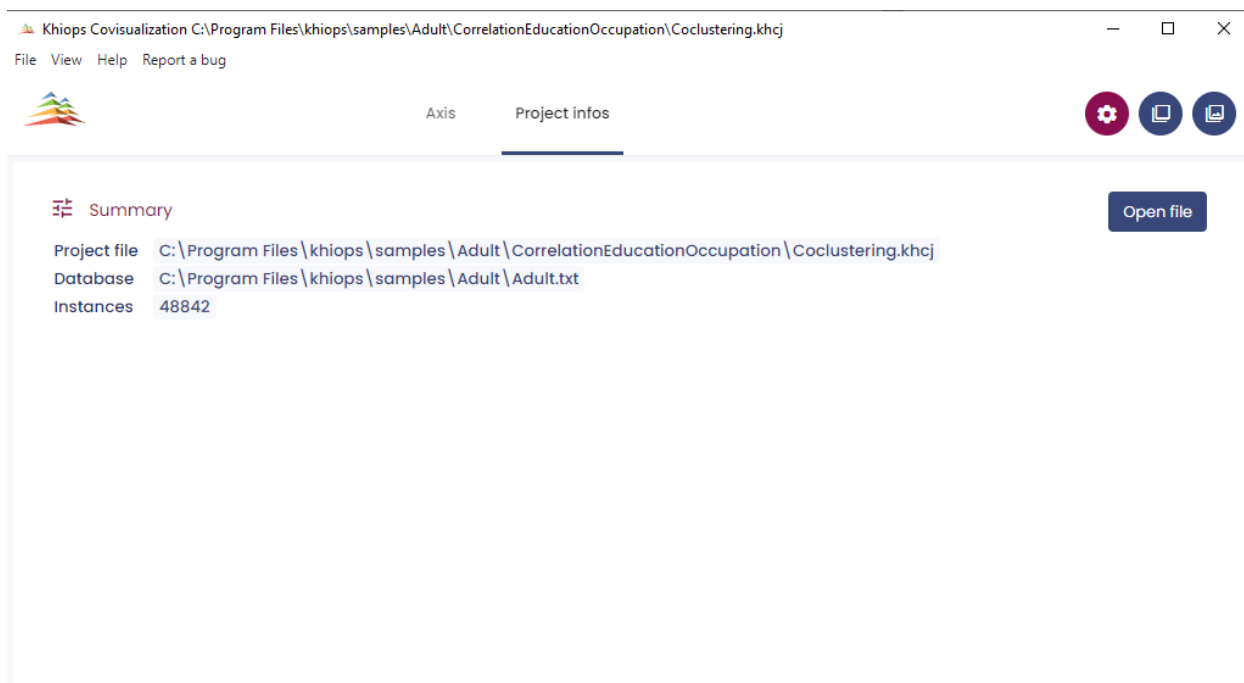 Khiops Covisualization C:\Program Files\khiops\samples\Adult\CorrelationEducationOccupation\Coclustering.khcj
File View Help Report a bug
Axis Project infos
Summary Open file
Project file C:\Program Files\khiops\samples\Adult\CorrelationEducationOccupation\Coclustering.khcj
Database C:\Program Files\khiops\samples\Adult\Adult.txt
Instances 48842